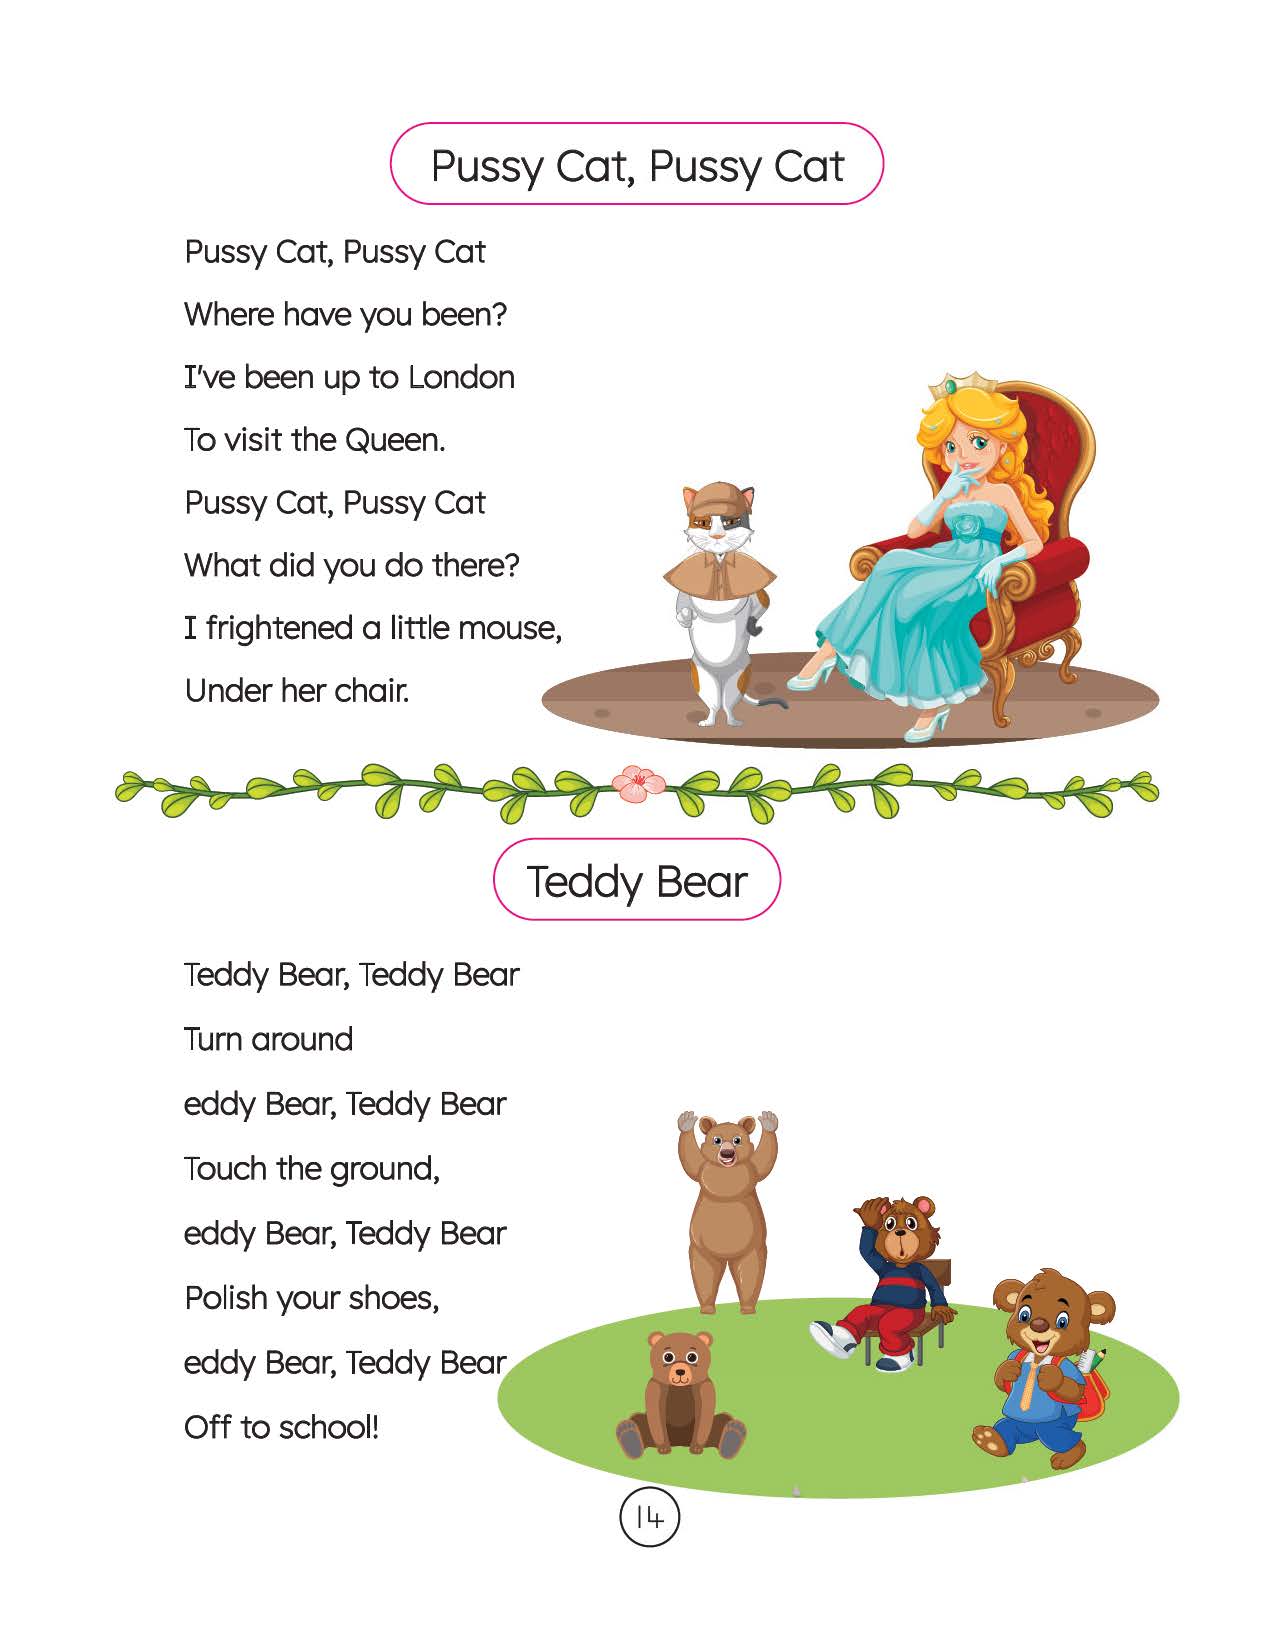 Pussy Cat, Pussy Cat
Pussy Cat, Pussy Cat
Where have you been?
I've been up to London
To visit the Queen.
Pussy Cat, Pussy Cat
What did you do there?
I frightened a little mouse,
Under her chair.
Teddy Bear
Teddy Bear, Teddy Bear
Turn around
eddy Bear, Teddy Bear
Touch the ground,
eddy Bear, Teddy Bear
Polish your shoes,
eddy Bear, Teddy Bear
Off to school!
14